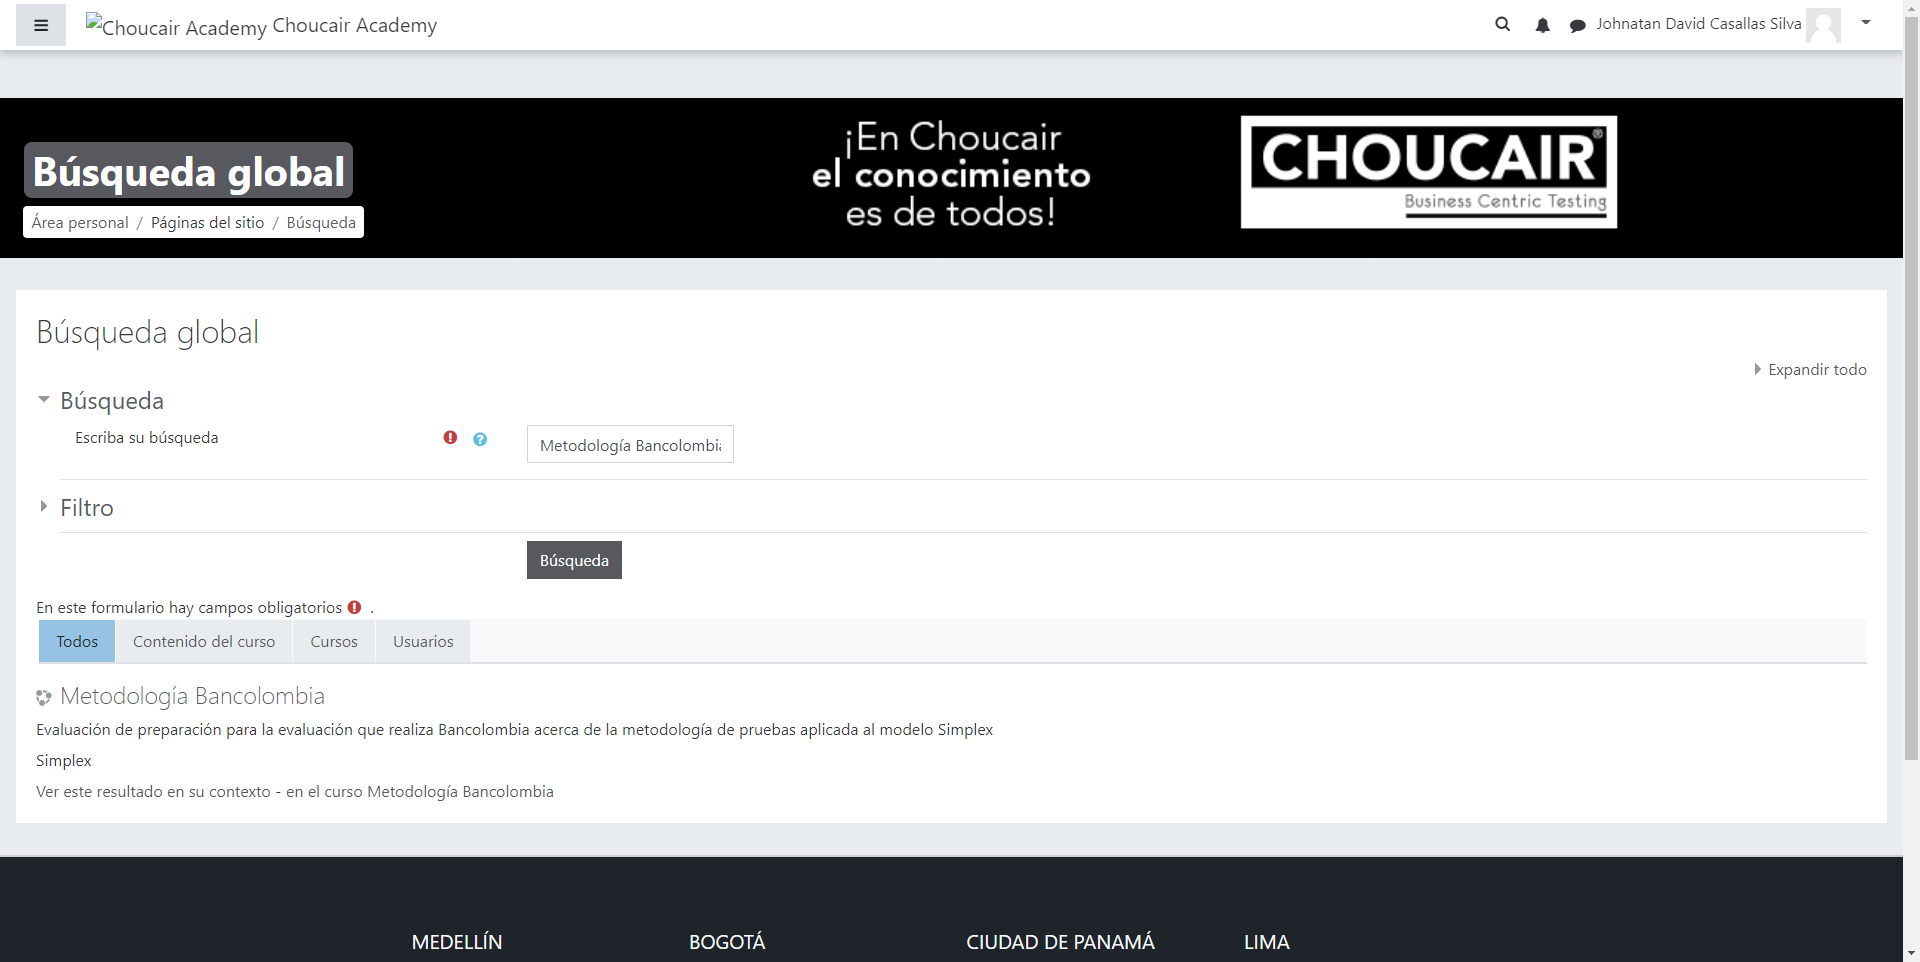 Choucair Academy Choucair Academy
Johnatan David Casallas Silva
Búsqueda global
Área personal / Páginas del sitio / Búsqueda
¡En Choucair
el conocimiento
es de todos!
CHOUCAIR®
Business Centric Testing
Búsqueda global
Expandir todo
Búsqueda
Escriba su búsqueda
Metodología Bancolombia
Filtro
Búsqueda
En este formulario hay campos obligatorios .
Todos Contenido del curso Cursos Usuarios
Metodología Bancolombia
Evaluación de preparación para la evaluación que realiza Bancolombia acerca de la metodología de pruebas aplicada al modelo Simplex
Simplex
Ver este resultado en su contexto - en el curso Metodología Bancolombia
MEDELLÍN BOGOTÁ CIUDAD DE PANAMÁ LIMA